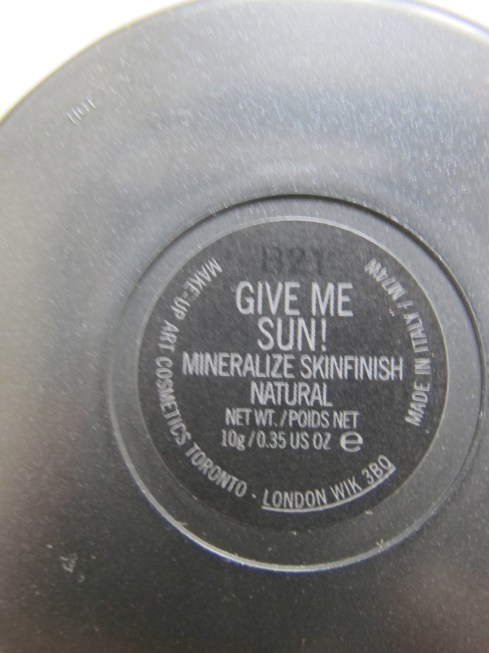 B21
GIVE ME
SUN!
MINERALIZE SKINFINISH
NATURAL
NET WT./POIDS NET
10g/0.35 US OZ e
MAKE-UP ART COSMETICS TORONTO · LONDON W1K 3BQ
MADE IN ITALY / M74W